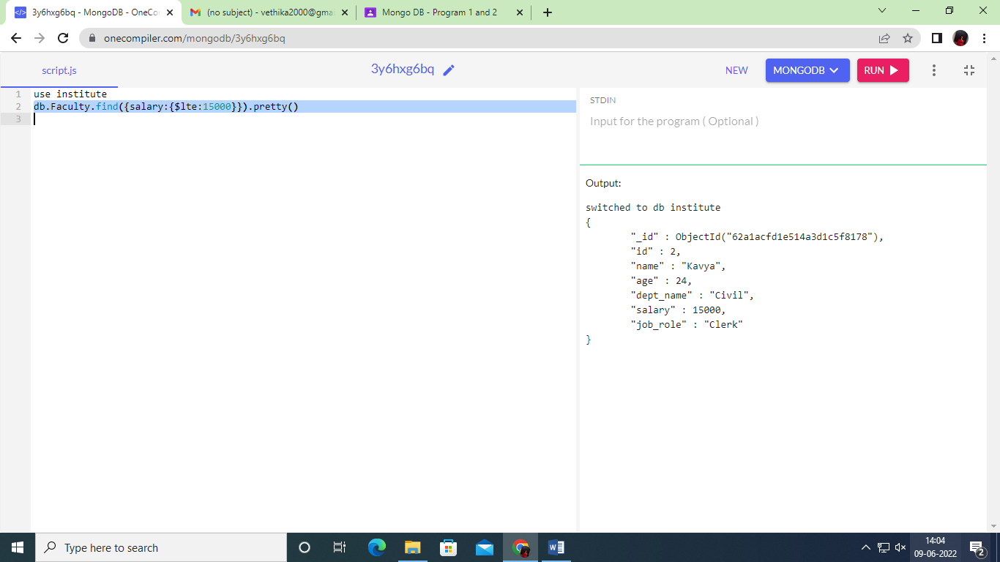 3y6hxg6bq - MongoDB - OneCo
(no subject) - vethika2000@gma
Mongo DB - Program 1 and 2
onecompiler.com/mongodb/3y6hxg6bq
script.js
3y6hxg6bq
NEW
MONGODB
RUN
1 use institute
2 db.Faculty.find({salary:{$lte:15000}}).pretty()
3
STDIN
Input for the program ( Optional )
Output:
switched to db institute
{
"_id" : ObjectId("62a1acfd1e514a3d1c5f8178"),
"id" : 2,
"name" : "Kavya",
"age" : 24,
"dept_name" : "Civil",
"salary" : 15000,
"job_role" : "Clerk"
}
Type here to search
14:04
09-06-2022
2